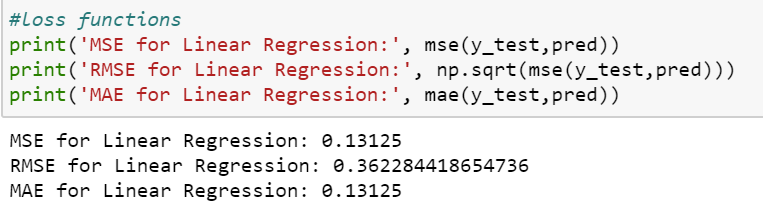 #loss functions
print('MSE for Linear Regression:', mse(y_test,pred))
print('RMSE for Linear Regression:', np.sqrt(mse(y_test,pred)))
print('MAE for Linear Regression:', mae(y_test,pred))
MSE for Linear Regression: 0.13125
RMSE for Linear Regression: 0.362284418654736
MAE for Linear Regression: 0.13125